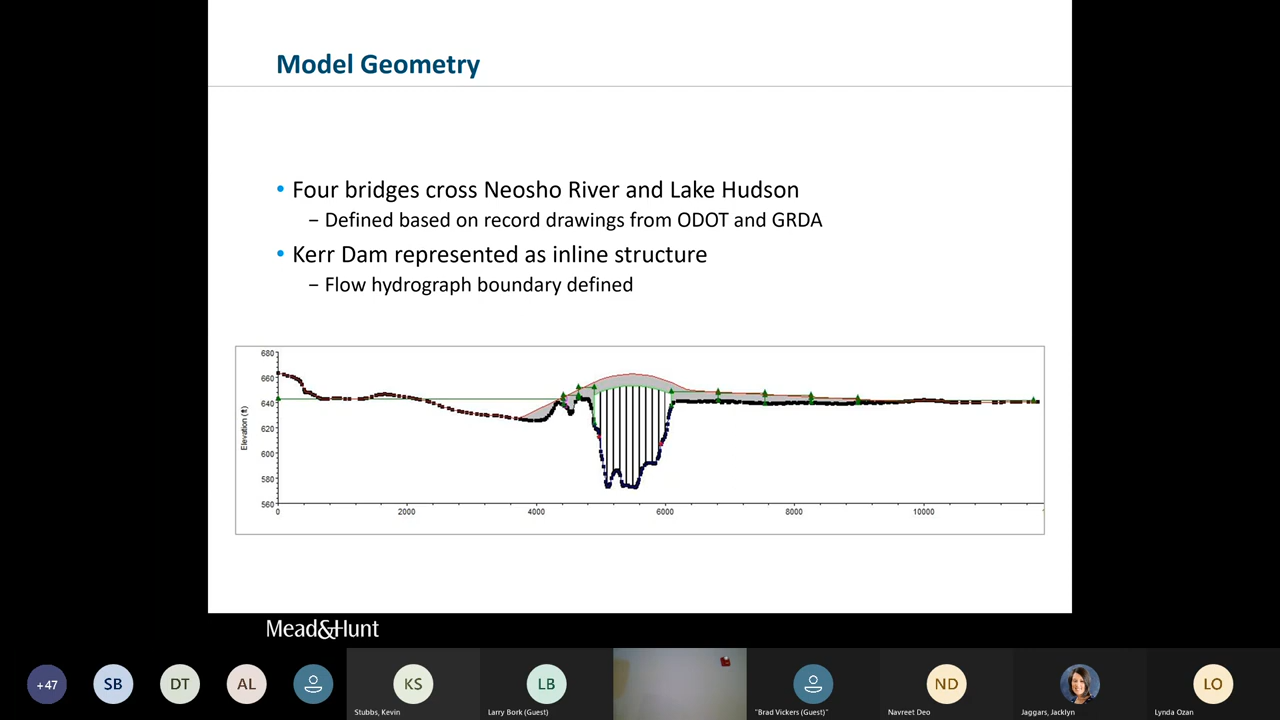 Model Geometry
• Four bridges cross Neosho River and Lake Hudson
– Defined based on record drawings from ODOT and GRDA
• Kerr Dam represented as inline structure
– Flow hydrograph boundary defined
680
660
640
620
600
580
560
Elevation (ft)
0 2000 4000 6000 8000 10000
Mead&Hunt
+47 SB DT AL KS LB ND LO
Stubbs, Kevin Larry Bork (Guest) "Brad Vickers (Guest)" Navreet Deo Jaggars, Jacklyn Lynda Ozan